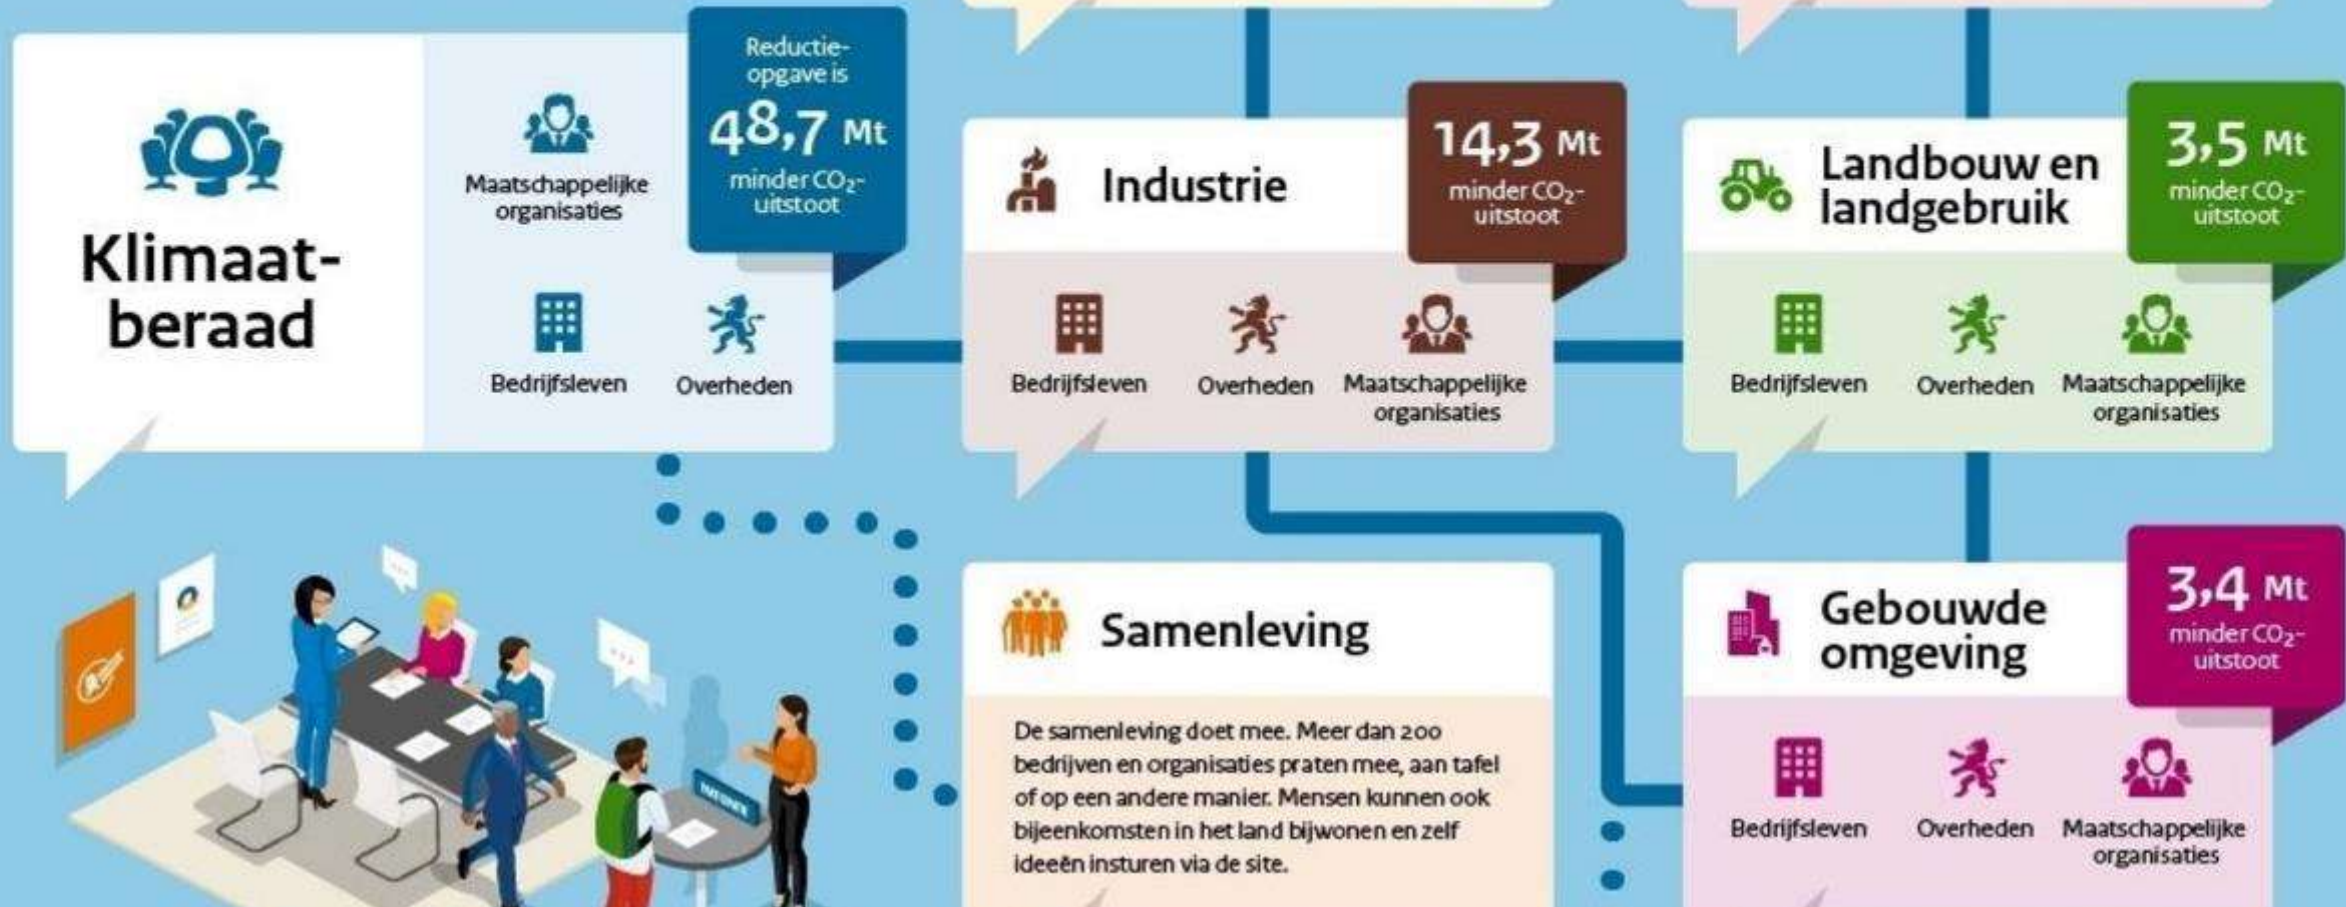 Klimaat-
beraad
Maatschappelijke
organisaties
Bedrijfsleven
Overheden
Reductie-
opgave is
48,7 Mt
minder CO₂-
uitstoot
Industrie
14,3 Mt
minder CO₂-
uitstoot
Bedrijfsleven
Overheden
Maatschappelijke
organisaties
Landbouw en
landgebruik
3,5 Mt
minder CO₂-
uitstoot
Bedrijfsleven
Overheden
Maatschappelijke
organisaties
Samenleving
De samenleving doet mee. Meer dan 200
bedrijven en organisaties praten mee, aan tafel
of op een andere manier. Mensen kunnen ook
bijeenkomsten in het land bijwonen en zelf
ideeën insturen via de site.
Gebouwde
omgeving
3,4 Mt
minder CO₂-
uitstoot
Bedrijfsleven
Overheden
Maatschappelijke
organisaties